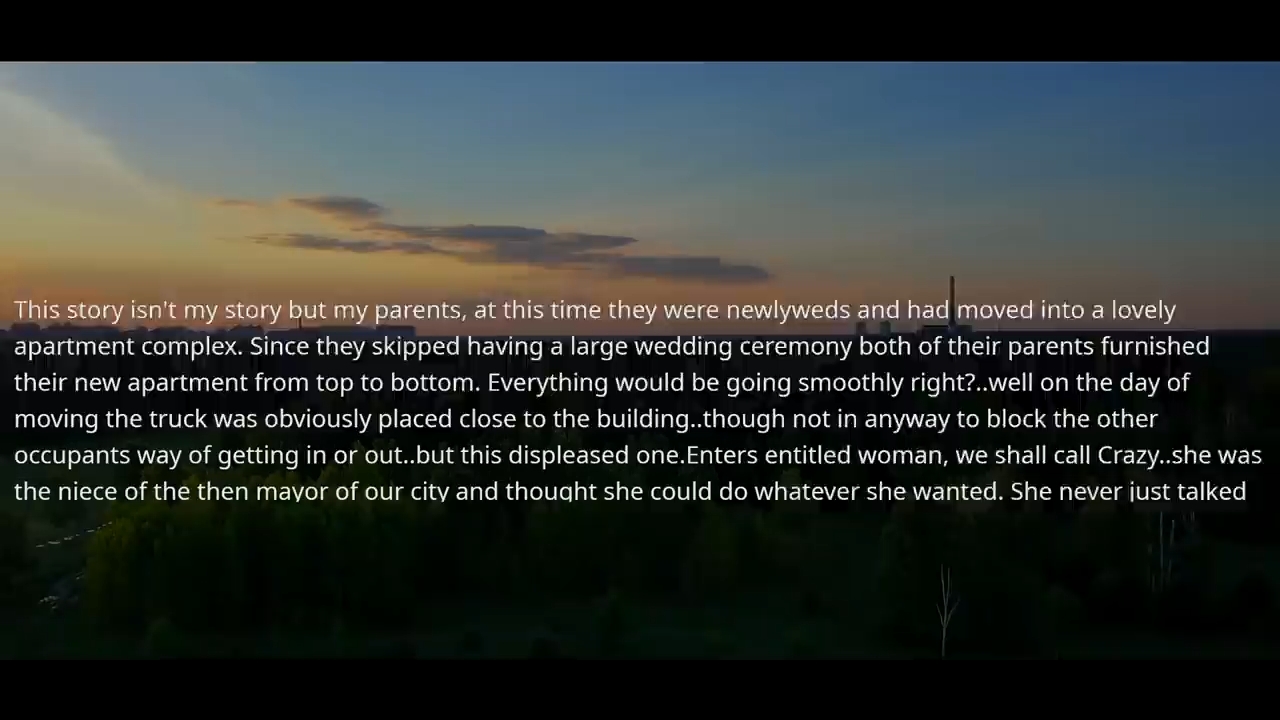 This story isn't my story but my parents, at this time they were newlyweds and had moved into a lovely
apartment complex. Since they skipped having a large wedding ceremony both of their parents furnished
their new apartment from top to bottom. Everything would be going smoothly right?..well on the day of
moving the truck was obviously placed close to the building..though not in anyway to block the other
occupants way of getting in or out..but this displeased one.Enters entitled woman, we shall call Crazy..she was
the niece of the then mayor of our city and thought she could do whatever she wanted. She never just talked